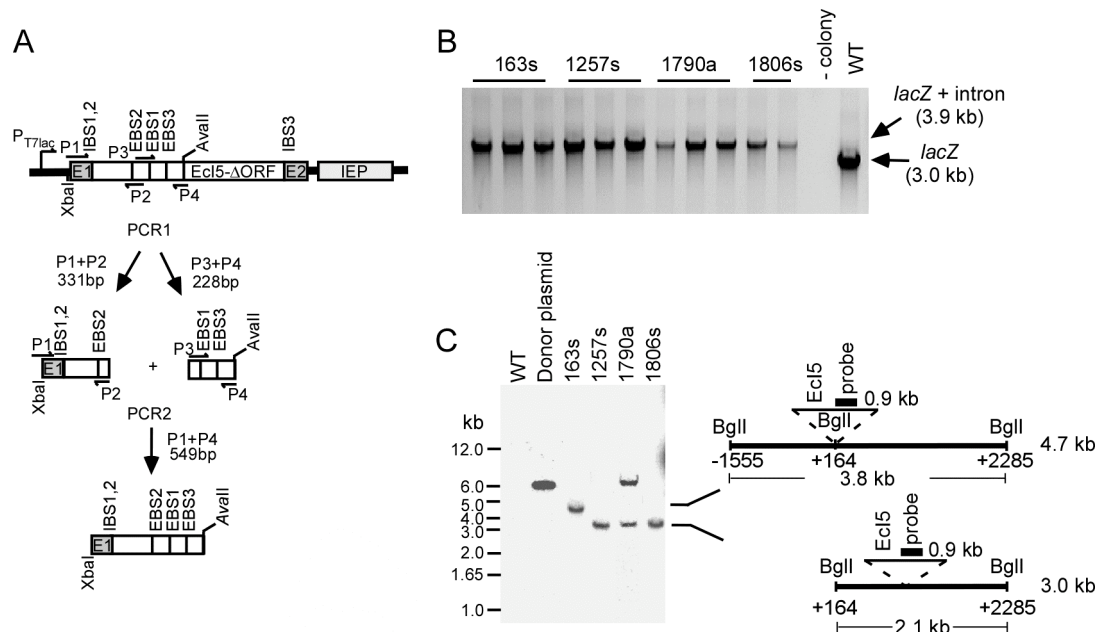 A
P T7lac
P1
IBS1,2
P3
EBS2
EBS1
EBS3
AvaII
IBS3
E1
Ecl5-ΔORF
E2
IEP
XbaI
P2
P4
PCR1
P1+P2
331bp
P3+P4
228bp
P1
IBS1,2
EBS2
E1
XbaI
P2
+
P3
EBS1
EBS3
AvaII
P4
PCR2
P1+P4
549bp
IBS1,2
EBS2
EBS1
EBS3
AvaII
E1
XbaI
B
163s 1257s 1790a 1806s - colony WT
lacZ + intron
(3.9 kb)
lacZ
(3.0 kb)
C
WT
Donor plasmid
163s
1257s
1790a
1806s
kb
12.0
6.0
5.0
4.0
3.0
2.0
1.65
1.0
Ecl5
probe
0.9 kb
BglI BglI BglI
4.7 kb
-1555 +164 +2285
3.8 kb
Ecl5
probe
0.9 kb
BglI BglI
3.0 kb
+164 +2285
2.1 kb